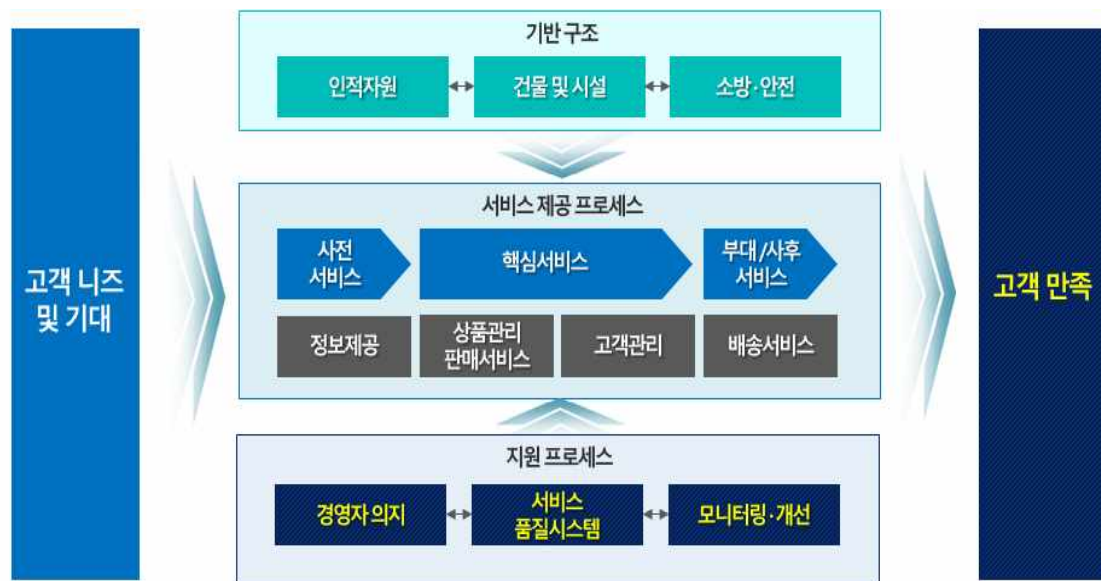 고객 니즈
및 기대
기반 구조
인적자원
건물 및 시설
소방·안전
서비스 제공 프로세스
사전
서비스
핵심서비스
부대/사후
서비스
정보제공
상품관리
판매서비스
고객관리
배송서비스
지원 프로세스
경영자 의지
서비스
품질시스템
모니터링·개선
고객 만족